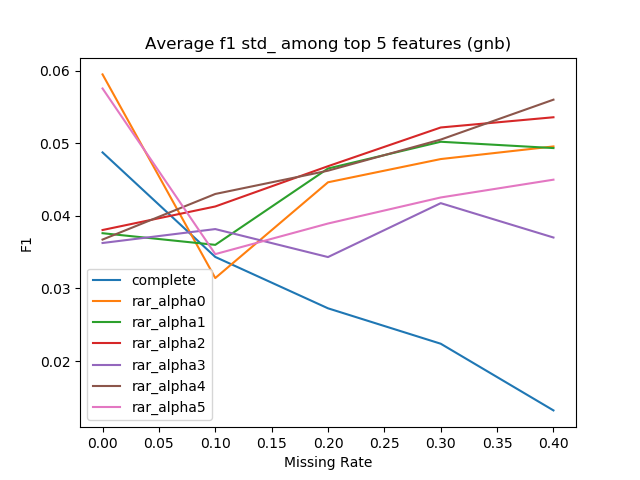 Average f1 std_ among top 5 features (gnb)
F1
0.06
0.05
0.04
0.03
0.02
complete
rar_alpha0
rar_alpha1
rar_alpha2
rar_alpha3
rar_alpha4
rar_alpha5
0.00 0.05 0.10 0.15 0.20 0.25 0.30 0.35 0.40
Missing Rate